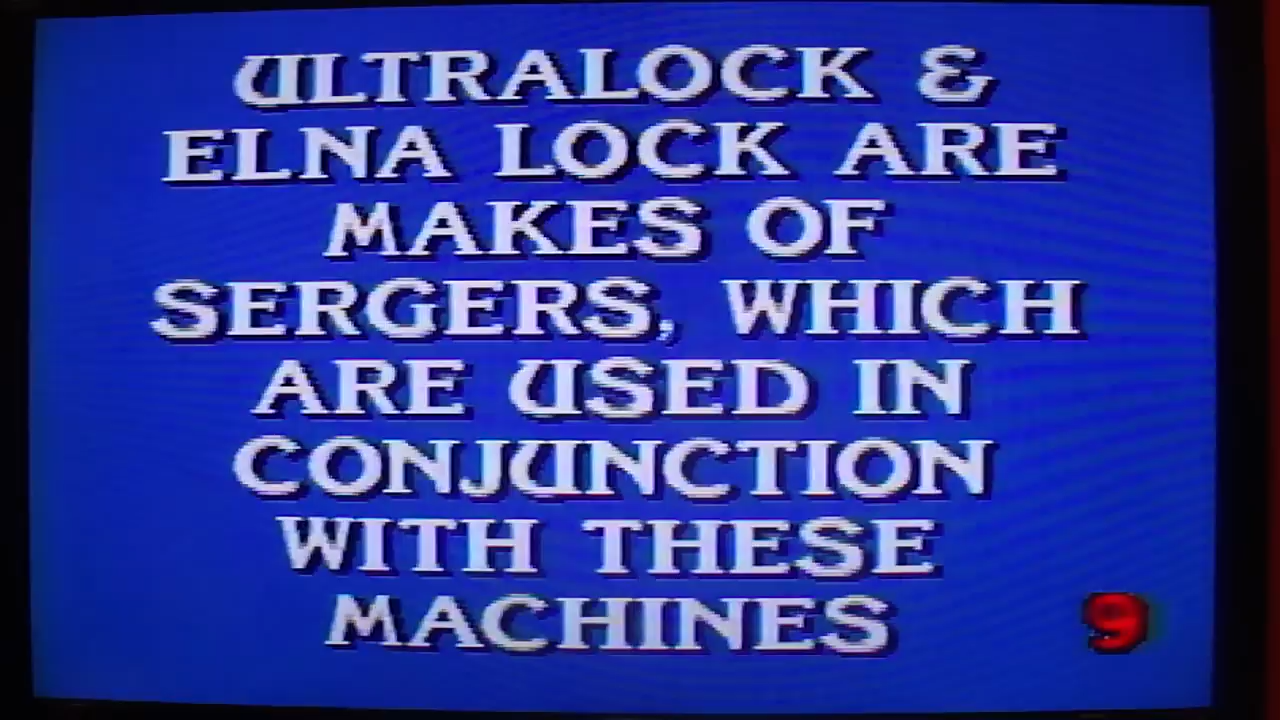 ULTRALOCK &
ELNA LOCK ARE
MAKES OF
SERGERS, WHICH
ARE USED IN
CONJUNCTION
WITH THESE
MACHINES
9